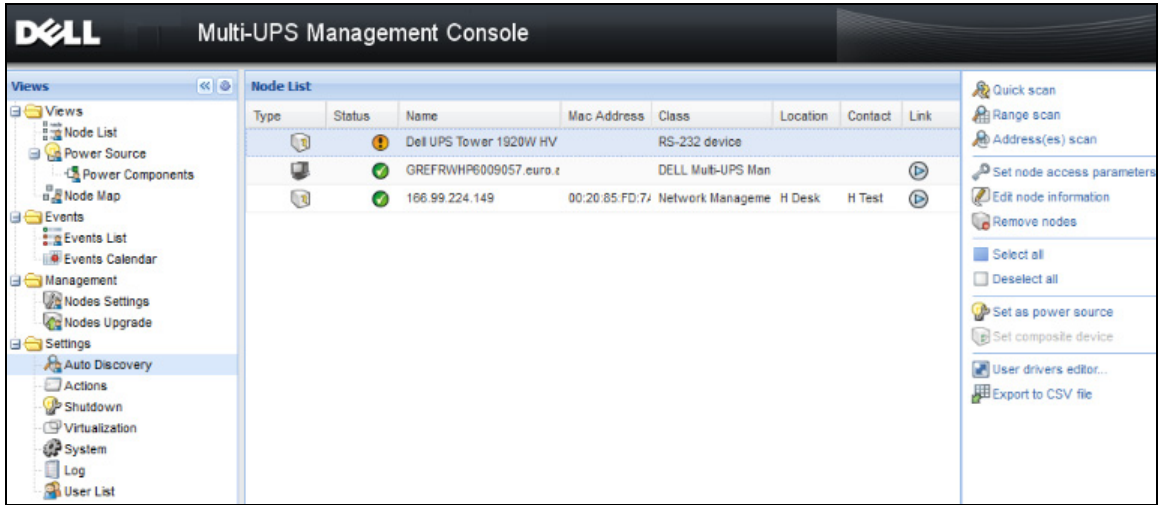 DELL Multi-UPS Management Console
Views
Views
Node List
Power Source
Power Components
Node Map
Events
Events List
Events Calendar
Management
Nodes Settings
Nodes Upgrade
Settings
Auto Discovery
Actions
Shutdown
Virtualization
System
Log
User List
Node List
Type Status Name Mac Address Class Location Contact Link
Dell UPS Tower 1920W HV RS-232 device
GREFRWHP6009057.euro.e DELL Multi-UPS Man
166.99.224.149 00:20:85:FD:7 Network Manageme H Desk H Test
Quick scan
Range scan
Address(es) scan
Set node access parameters
Edit node information
Remove nodes
Select all
Deselect all
Set as power source
Set composite device
User drivers editor...
Export to CSV file